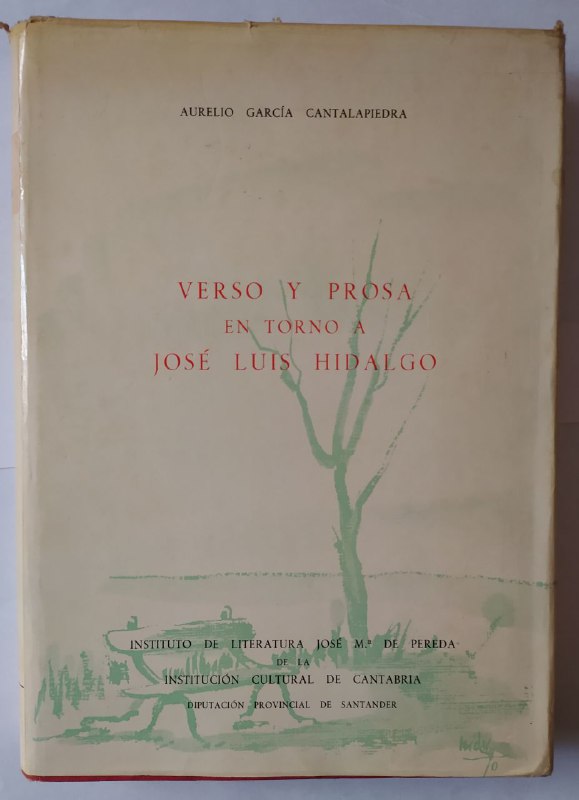 AURELIO GARCÍA CANTALAPIEDRA
VERSO Y PROSA
EN TORNO A
JOSÉ LUIS HIDALGO
INSTITUTO DE LITERATURA JOSÉ M.ª DE PEREDA
DE LA
INSTITUCIÓN CULTURAL DE CANTABRIA
DIPUTACIÓN PROVINCIAL DE SANTANDER